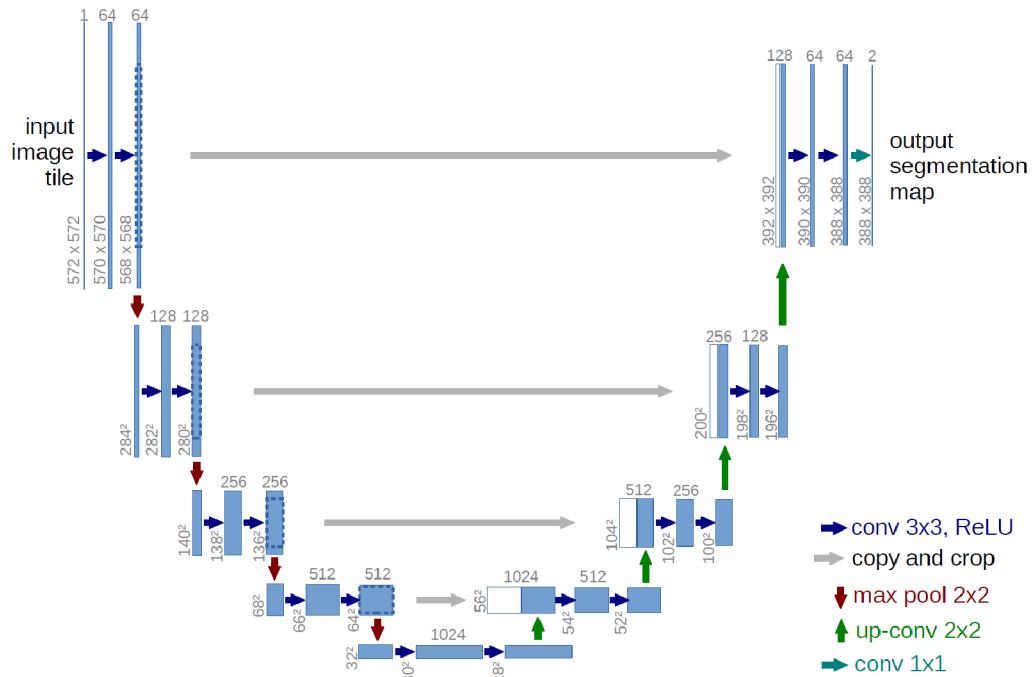 1 64 64
128 64 64 2
input
image
tile
output
segmentation
map
572 x 572
570 x 570
568 x 568
392 x 392
390 x 390
388 x 388
388 x 388
128 128
256 128
284²
282²
280²
200²
198²
196²
256 256
512 256
140²
138²
136²
104²
102²
100²
512 512
1024 512
68²
66²
64²
56²
54²
52²
1024
32²
conv 3x3, ReLU
copy and crop
max pool 2x2
up-conv 2x2
conv 1x1